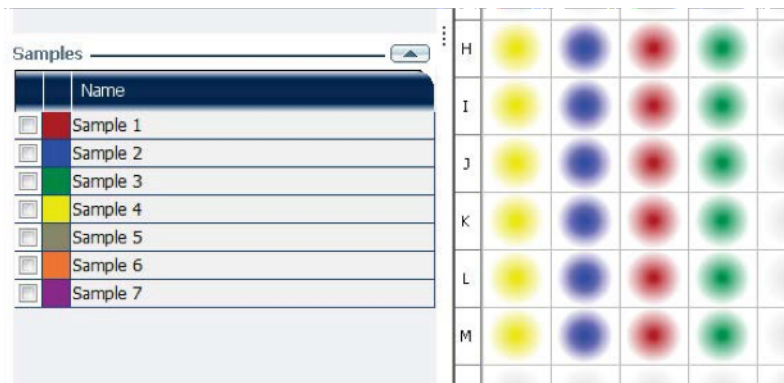 Samples
Name
Sample 1
Sample 2
Sample 3
Sample 4
Sample 5
Sample 6
Sample 7
H
I
J
K
L
M